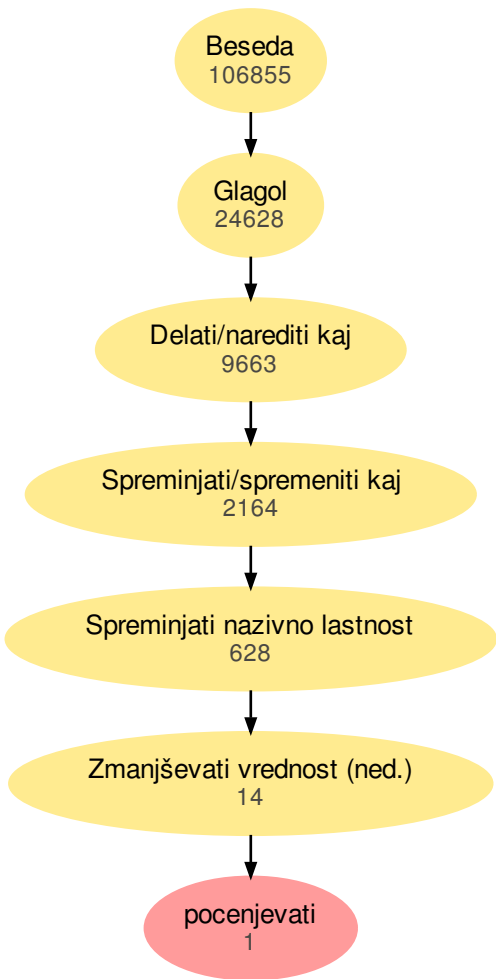 Beseda
106855
Glagol
24628
Delati/narediti kaj
9663
Spreminjati/spremeniti kaj
2164
Spreminjati nazivno lastnost
628
Zmanjševati vrednost (ned.)
14
pocenjevati
1